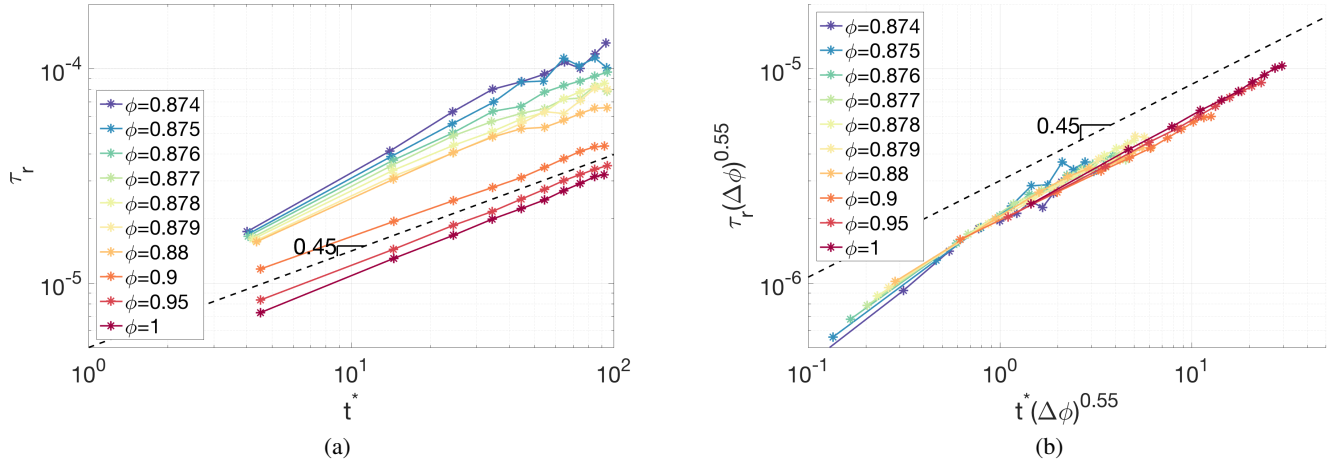 10^-4
10^-5
τ_r
ϕ=0.874
ϕ=0.875
ϕ=0.876
ϕ=0.877
ϕ=0.878
ϕ=0.879
ϕ=0.88
ϕ=0.9
ϕ=0.95
ϕ=1
0.45
10^0
10^1
10^2
t^*
(a)
10^-5
10^-6
τ_r(Δϕ)^0.55
ϕ=0.874
ϕ=0.875
ϕ=0.876
ϕ=0.877
ϕ=0.878
ϕ=0.879
ϕ=0.88
ϕ=0.9
ϕ=0.95
ϕ=1
0.45
10^-1
10^0
10^1
t^*(Δϕ)^0.55
(b)